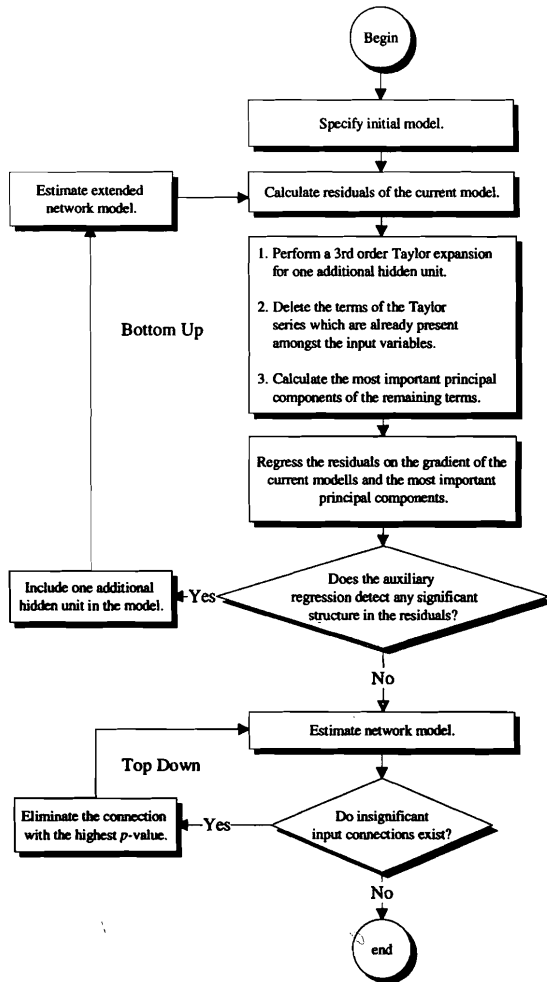 Begin
Specify initial model.
Estimate extended
network model.
Calculate residuals of the current model.
1. Perform a 3rd order Taylor expansion
for one additional hidden unit.
2. Delete the terms of the Taylor
series which are already present
amongst the input variables.
3. Calculate the most important principal
components of the remaining terms.
Bottom Up
Regress the residuals on the gradient of the
current modells and the most important
principal components.
Does the auxiliary
regression detect any significant
structure in the residuals?
Yes
Include one additional
hidden unit in the model.
No
Estimate network model.
Top Down
Do insignificant
input connections exist?
Yes
Eliminate the connection
with the highest p-value.
No
end